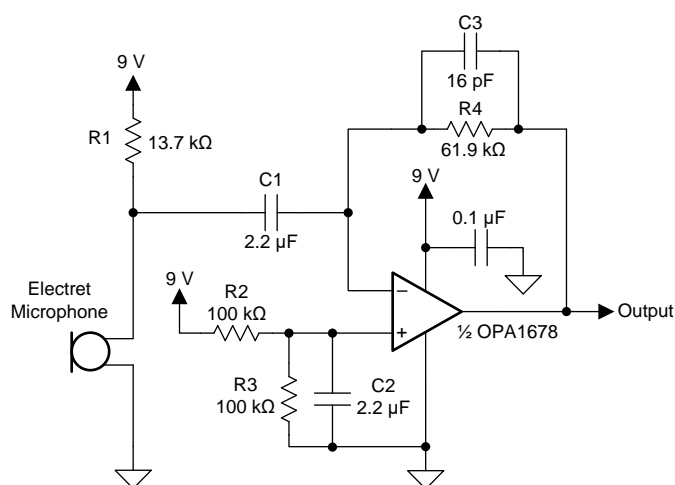 C3
16 pF
R4
61.9 kΩ
9 V
R1
13.7 kΩ
C1
2.2 µF
9 V
0.1 µF
Electret
Microphone
9 V
R2
100 kΩ
–
+
Output
½ OPA1678
R3
100 kΩ
C2
2.2 µF